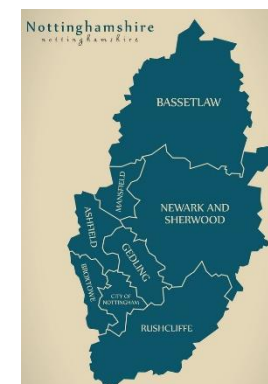 Nottinghamshire
nottinghamshire
BASSETLAW
MANSFIELD
NEWARK AND
SHERWOOD
ASHFIELD
GEDLING
BROXTOWE
CITY OF
NOTTINGHAM
RUSHCLIFFE